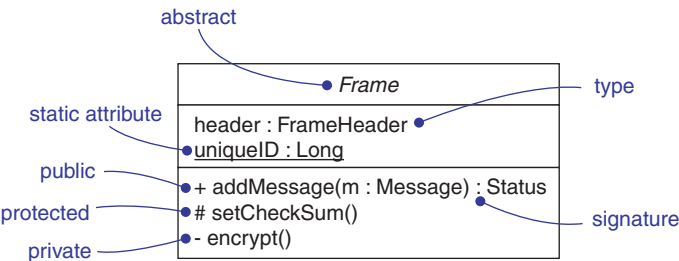 abstract
Frame
type
static attribute
header : FrameHeader
uniqueID : Long
public
+ addMessage(m : Message) : Status
protected
# setCheckSum()
signature
private
- encrypt()